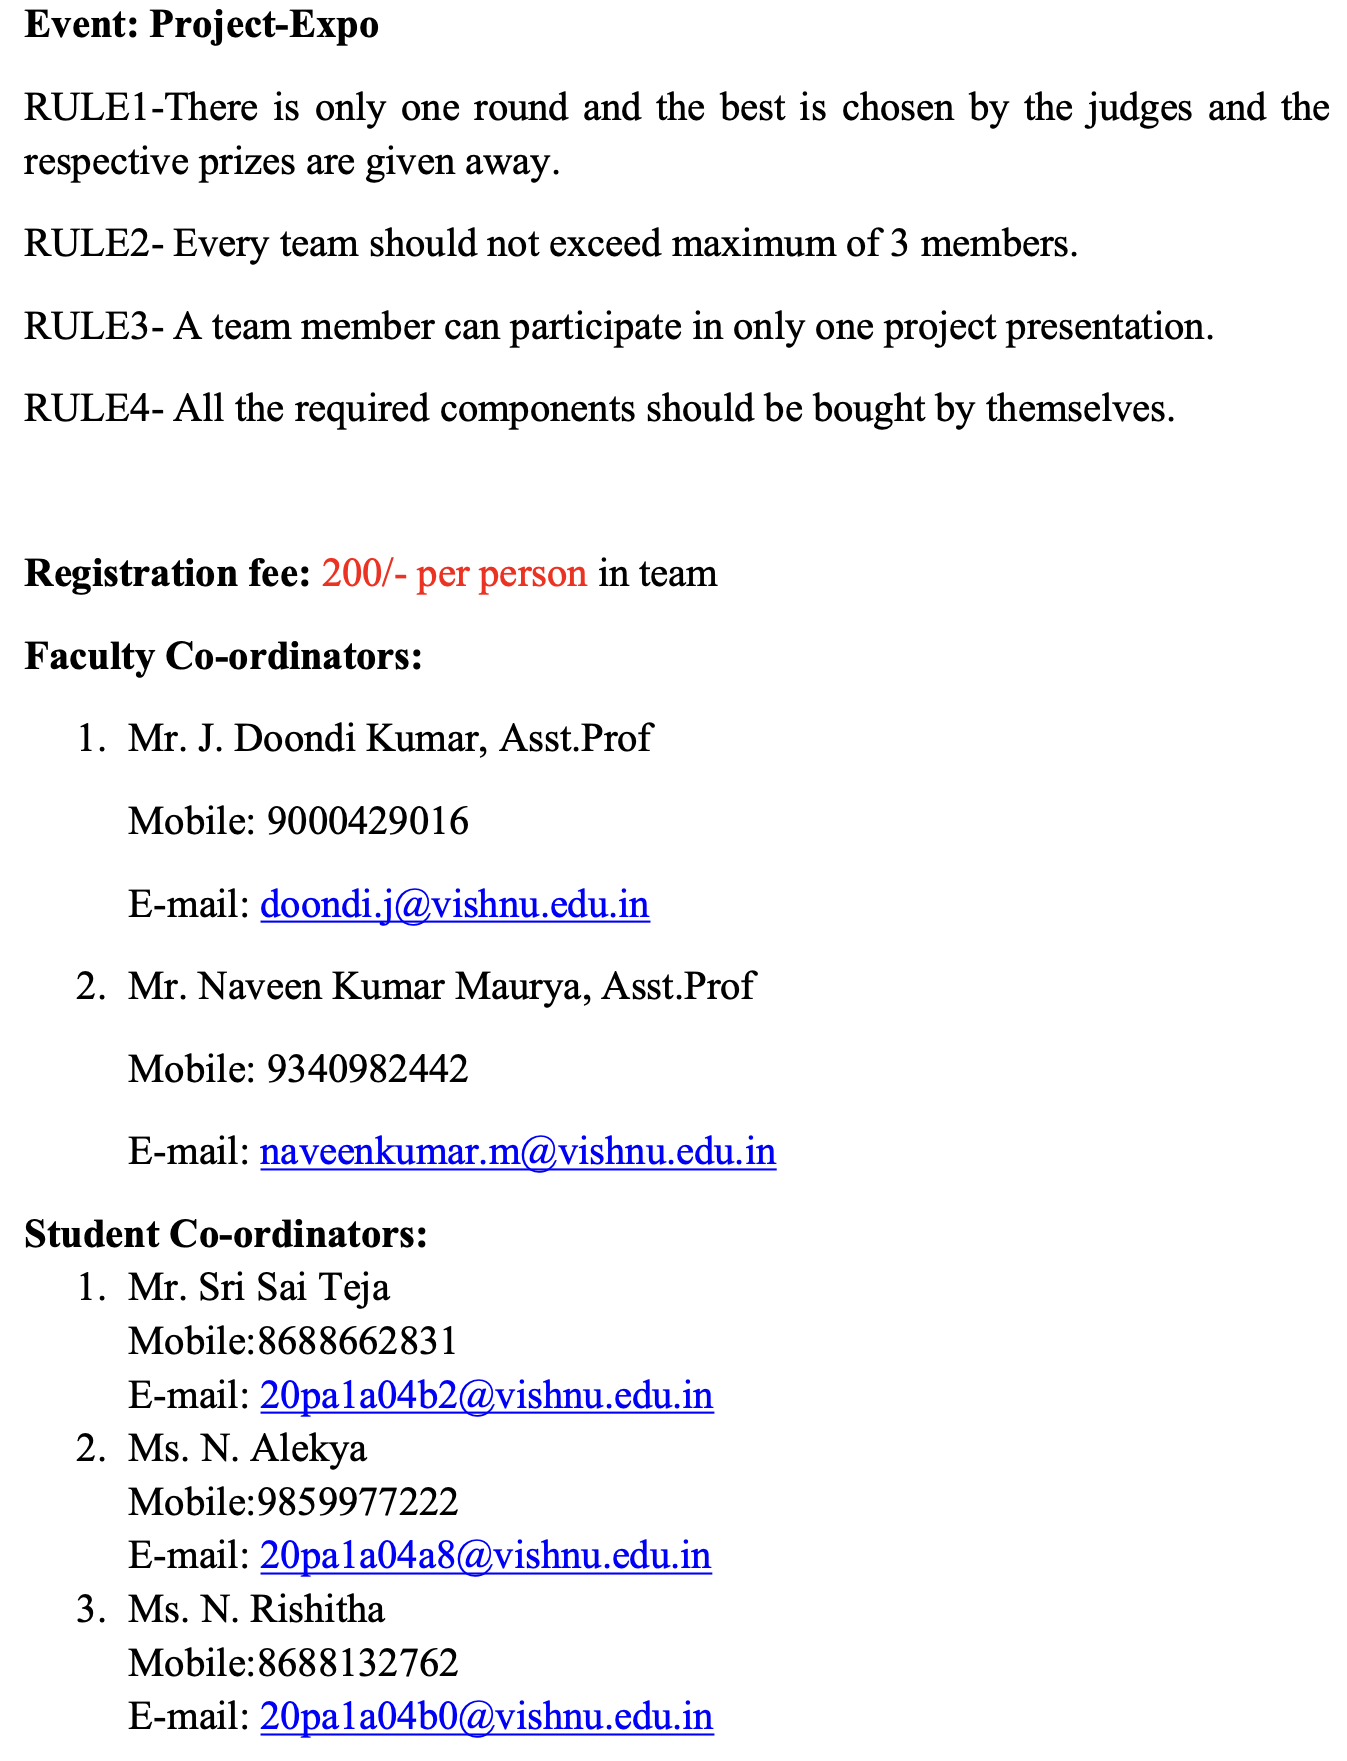 Event: Project-Expo
RULE1-There is only one round and the best is chosen by the judges and the
respective prizes are given away.
RULE2- Every team should not exceed maximum of 3 members.
RULE3- A team member can participate in only one project presentation.
RULE4- All the required components should be bought by themselves.
Registration fee: 200/- per person in team
Faculty Co-ordinators:
1. Mr. J. Doondi Kumar, Asst.Prof
Mobile: 9000429016
E-mail: doondi.j@vishnu.edu.in
2. Mr. Naveen Kumar Maurya, Asst.Prof
Mobile: 9340982442
E-mail: naveenkumar.m@vishnu.edu.in
Student Co-ordinators:
1. Mr. Sri Sai Teja
Mobile:8688662831
E-mail: 20pa1a04b2@vishnu.edu.in
2. Ms. N. Alekya
Mobile:9859977222
E-mail: 20pa1a04a8@vishnu.edu.in
3. Ms. N. Rishitha
Mobile:8688132762
E-mail: 20pa1a04b0@vishnu.edu.in